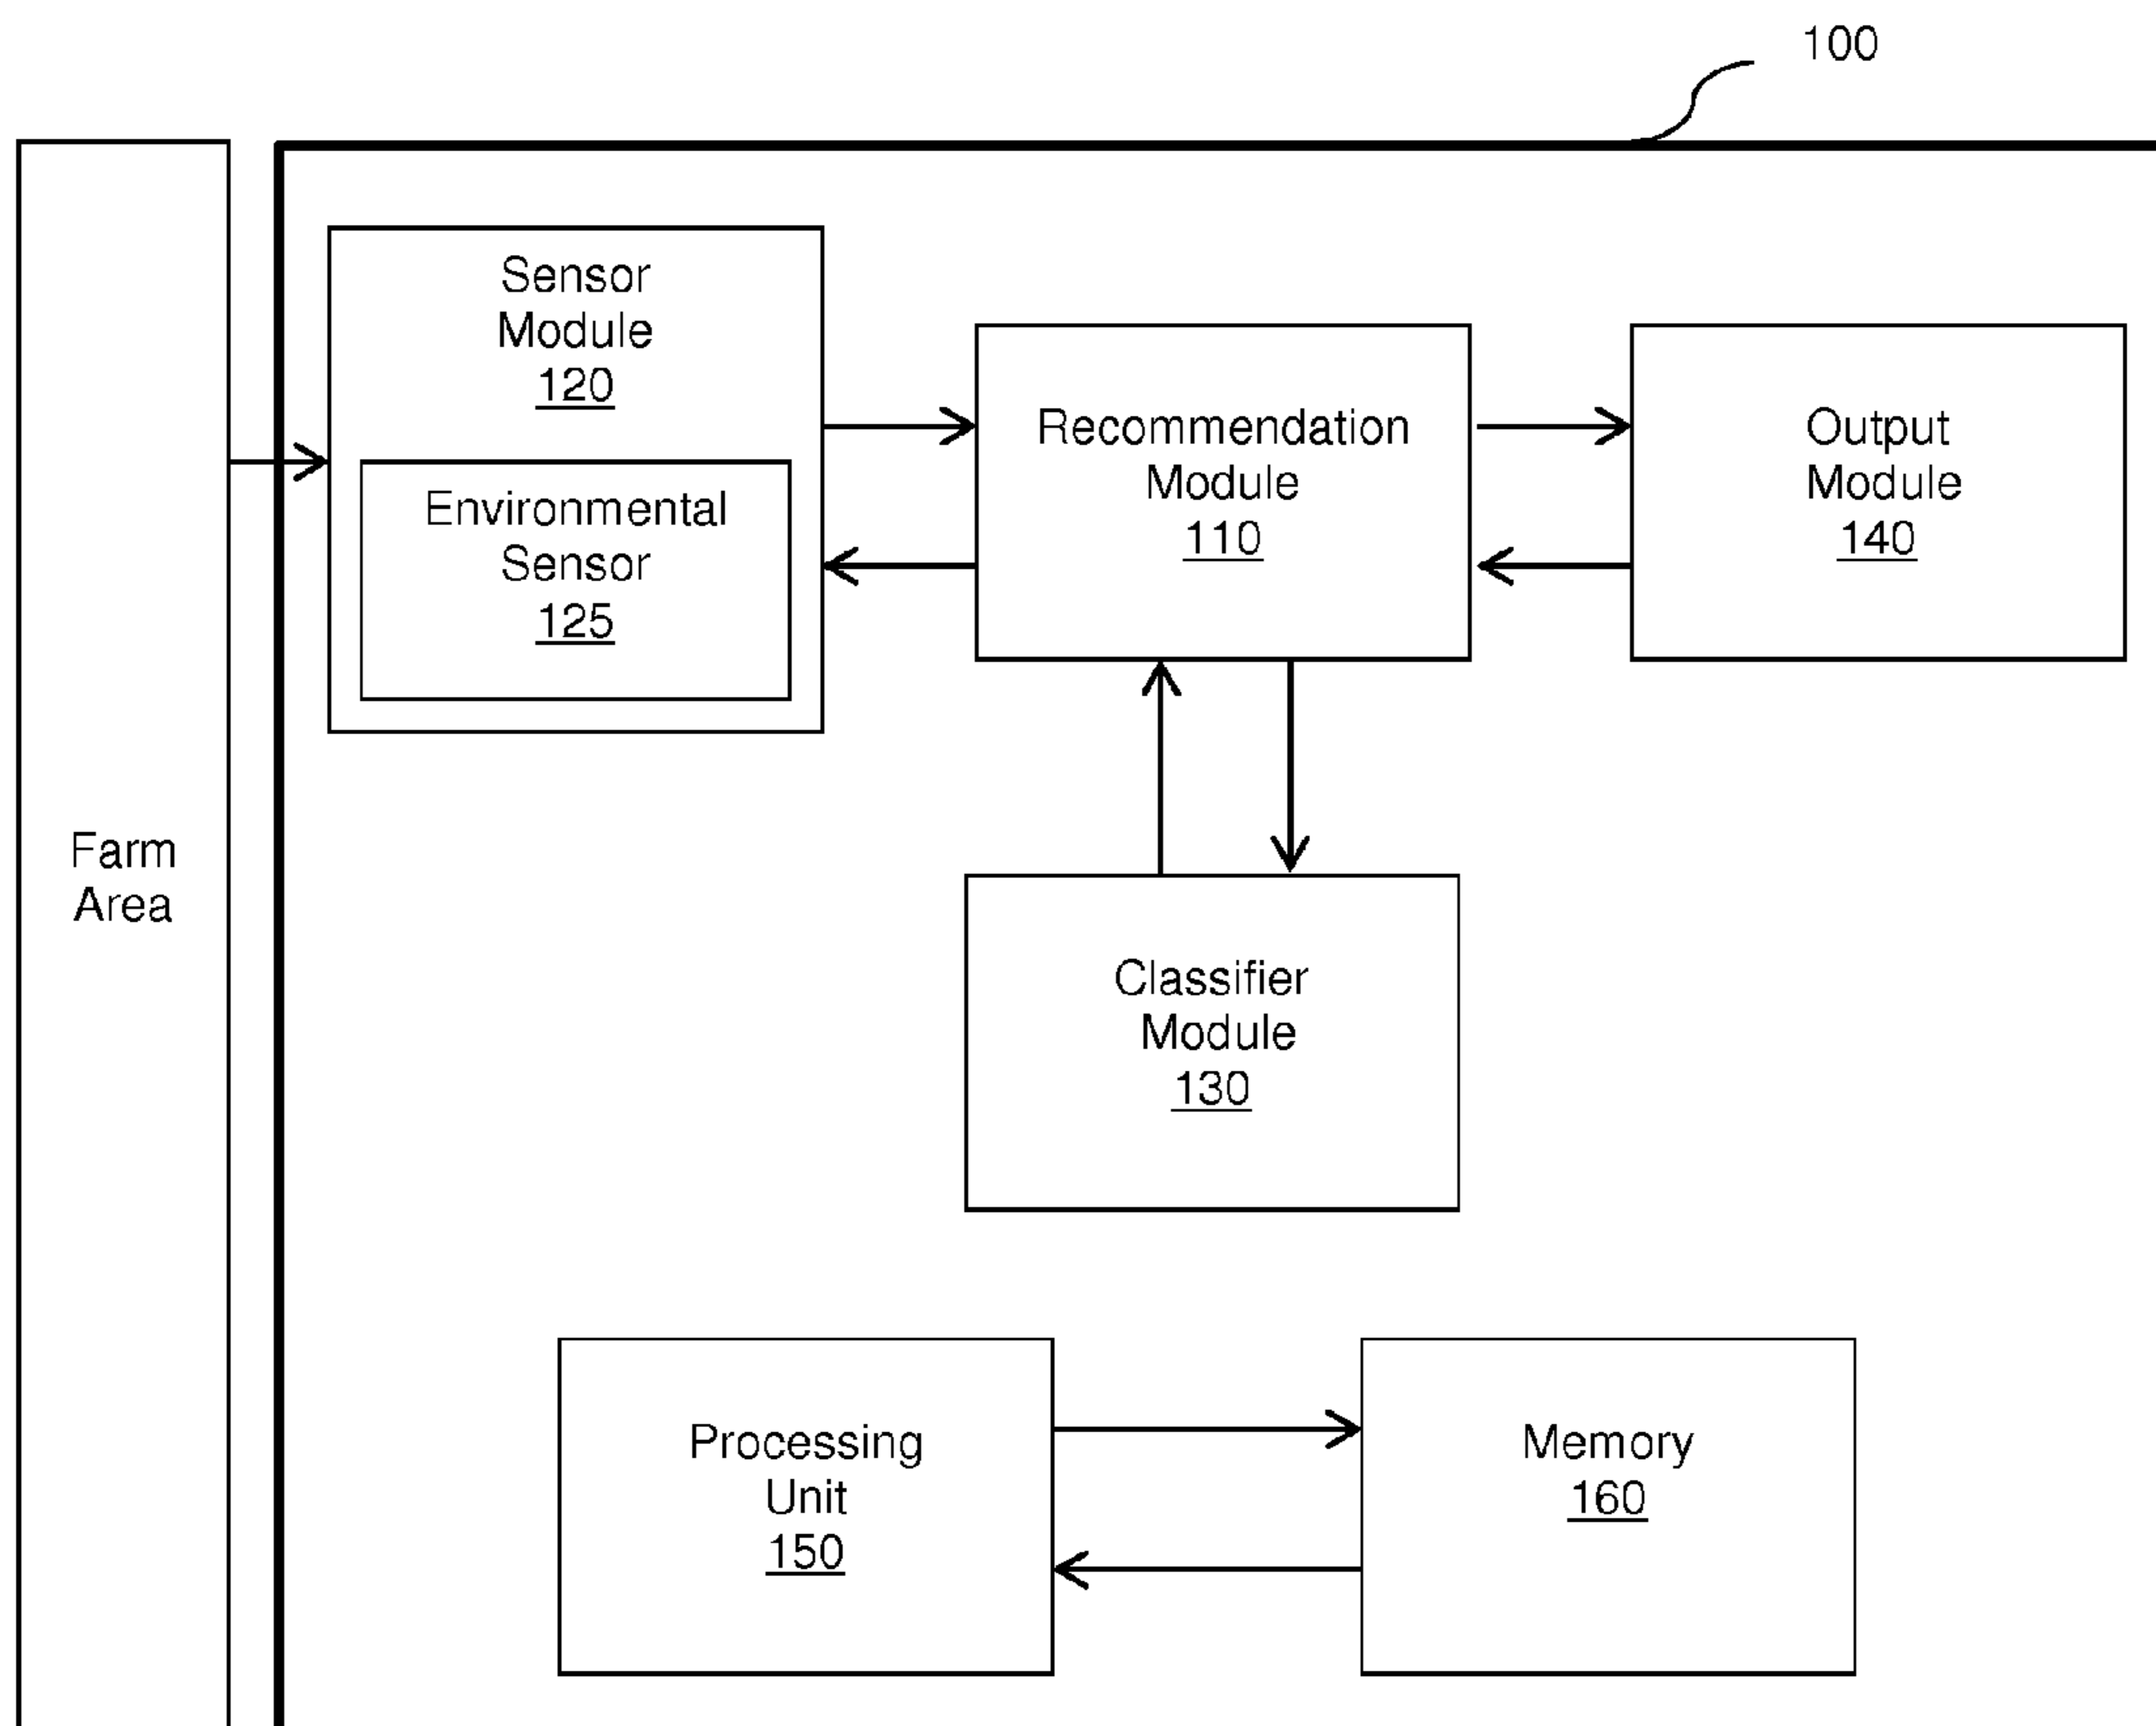 100
Sensor
Module
120
Environmental
Sensor
125
Recommendation
Module
110
Output
Module
140
Farm
Area
Classifier
Module
130
Processing
Unit
150
Memory
160